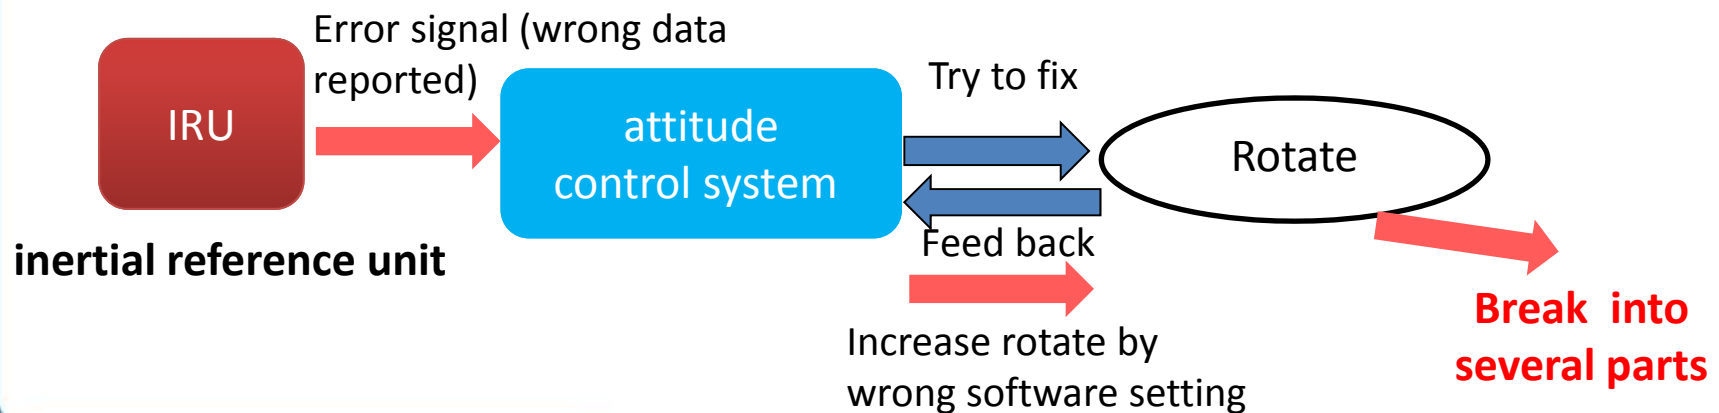 Error signal (wrong data
reported)
IRU
inertial reference unit
attitude
control system
Try to fix
Feed back
Rotate
Increase rotate by
wrong software setting
Break into
several parts